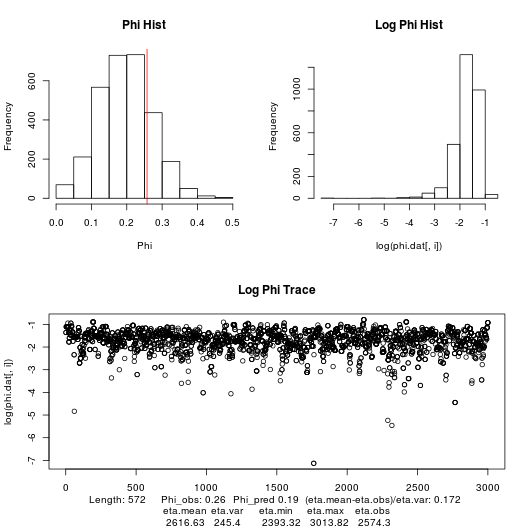 Phi Hist
Log Phi Hist
Frequency
0 200 400 600
0.0 0.1 0.2 0.3 0.4 0.5
Phi
Frequency
0 200 600 1000
-7 -6 -5 -4 -3 -2 -1
log(phi.dat[, i])
Log Phi Trace
log(phi.dat[, i])
-1 -2 -3 -4 -5 -6 -7
0 500 1000 1500 2000 2500 3000
Length: 572 Phi_obs: 0.26 Phi_pred 0.19 (eta.mean-eta.obs)/eta.var: 0.172
eta.mean eta.var eta.min eta.max eta.obs
2616.63 245.4 2393.32 3013.82 2574.3